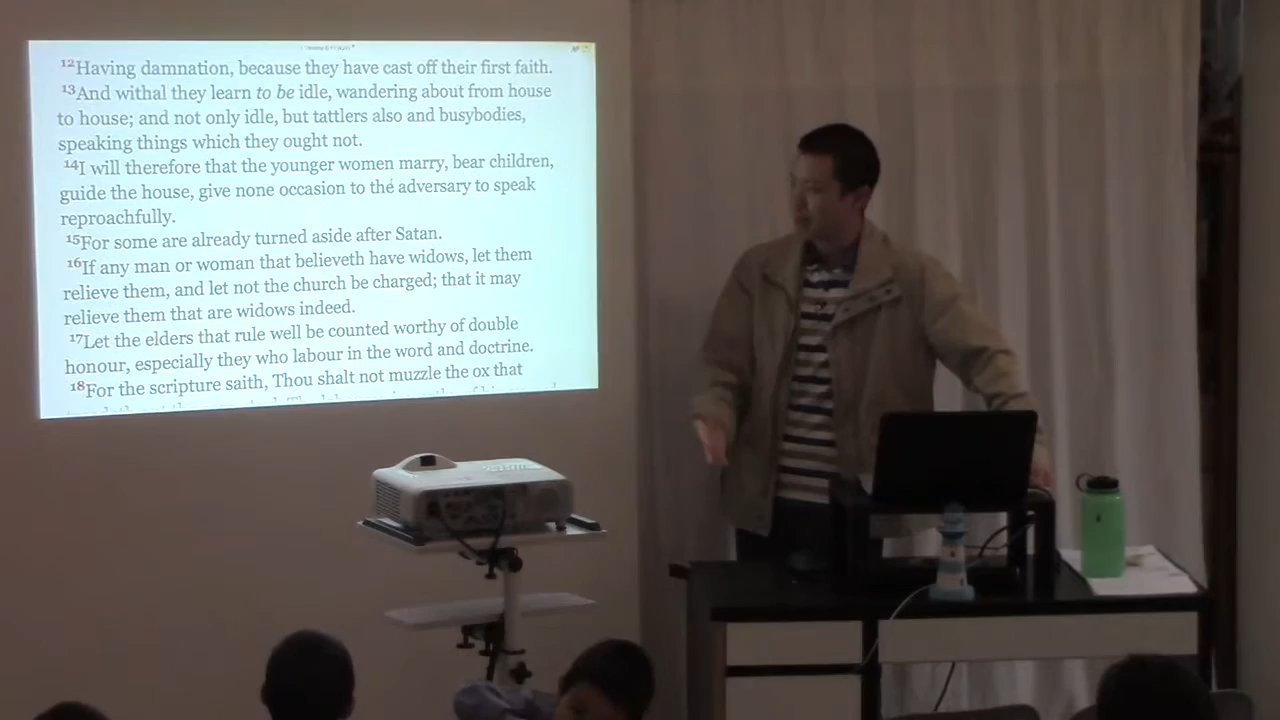 12Having damnation, because they have cast off their first faith.
13And withal they learn to be idle, wandering about from house
to house; and not only idle, but tattlers also and busybodies,
speaking things which they ought not.
14I will therefore that the younger women marry, bear children,
guide the house, give none occasion to the adversary to speak
reproachfully.
15For some are already turned aside after Satan.
16If any man or woman that believeth have widows, let them
relieve them, and let not the church be charged; that it may
relieve them that are widows indeed.
17Let the elders that rule well be counted worthy of double
honour, especially they who labour in the word and doctrine.
18For the scripture saith, Thou shalt not muzzle the ox that